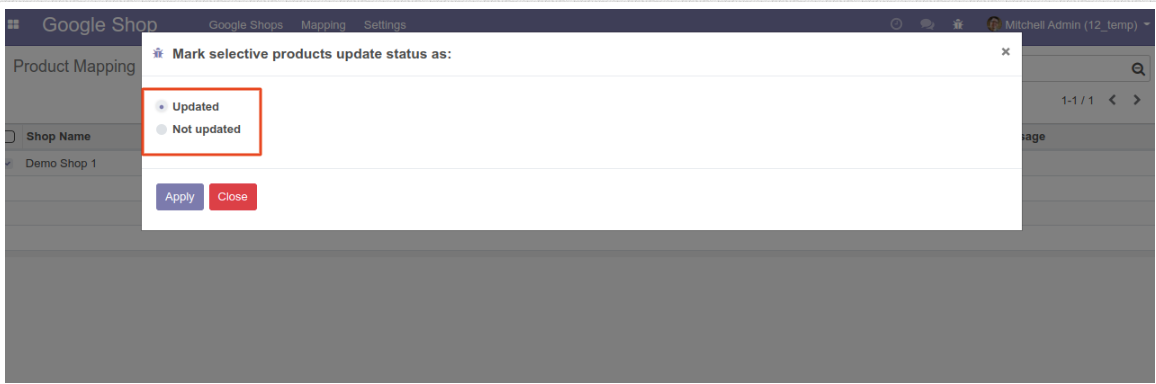 Google Shop Google Shops Mapping Settings Mitchell Admin (12_temp)
Mark selective products update status as: ×
Product Mapping
Updated
1-1 / 1
Not updated
Shop Name sage
Demo Shop 1
Apply Close